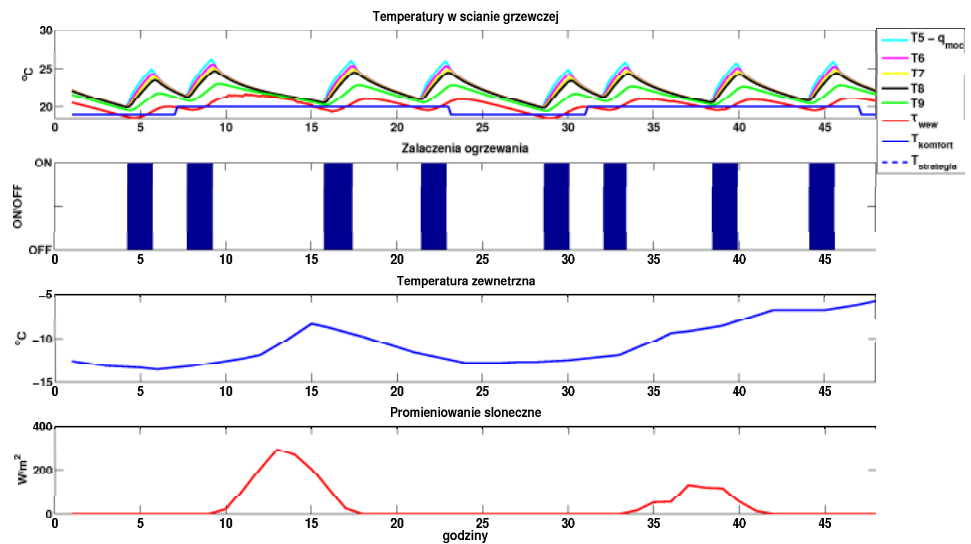 Temperatury w scianie grzewczej
30
25
20
°C
0 5 10 15 20 25 30 35 40 45
T5 – q moc
T6
T7
T8
T9
T wew
T komfort
T strategia
Zalaczenia ogrzewania
ON
OFF
ON/OFF
0 5 10 15 20 25 30 35 40 45
Temperatura zewnetrzna
−5
−10
−15
°C
0 5 10 15 20 25 30 35 40 45
Promieniowanie sloneczne
400
200
0
W/m²
0 5 10 15 20 25 30 35 40 45
godziny